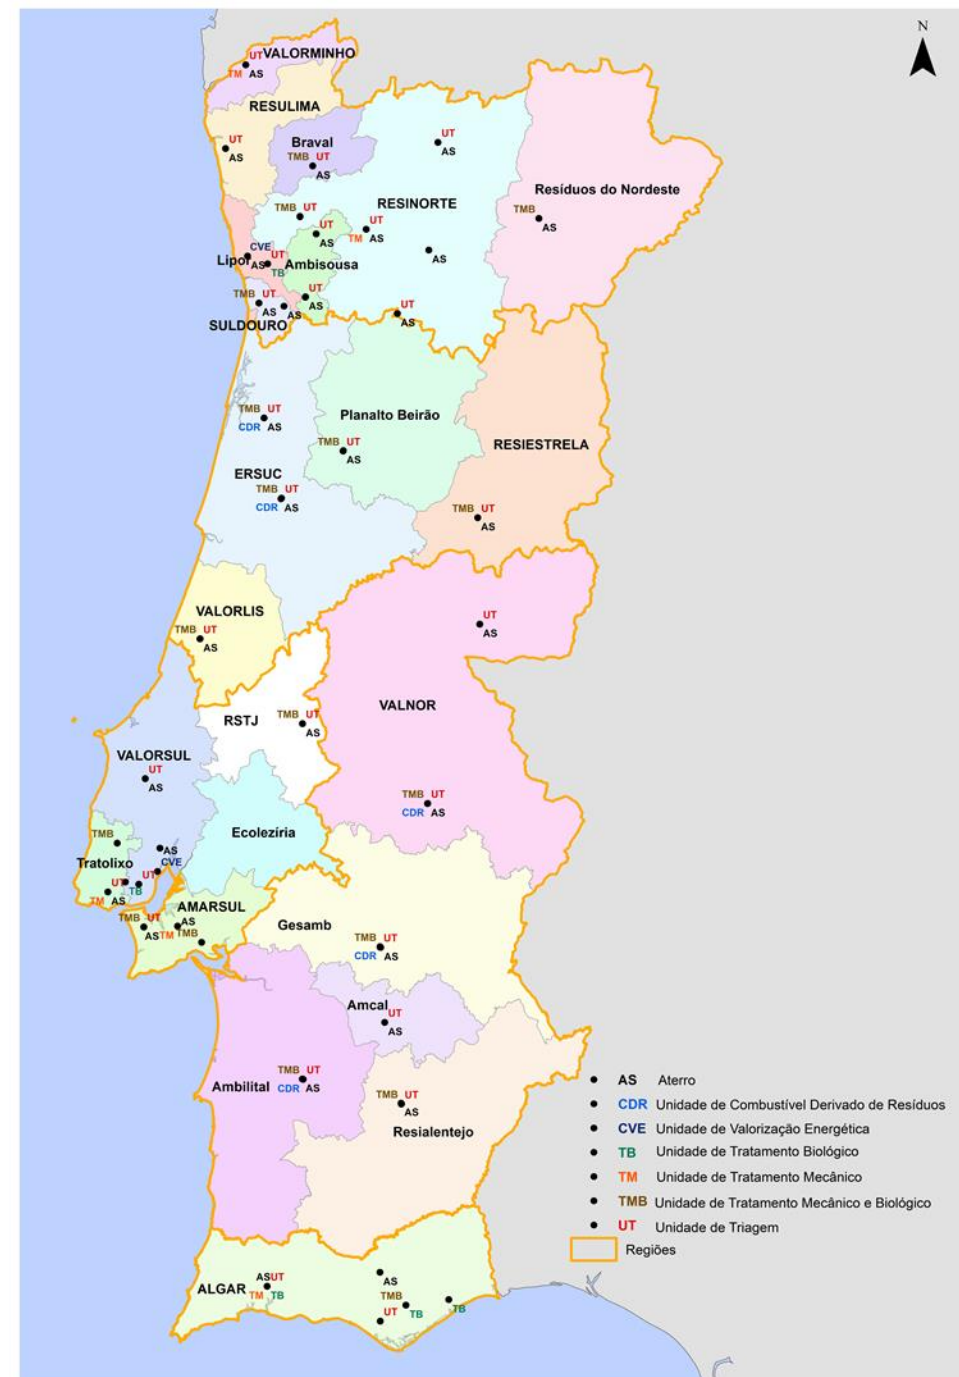 N
UT
VALORMINHO
TM AS
RESULIMA
UT
AS
Braval
TMB UT
AS
UT
AS
Resíduos do Nordeste
TMB
AS
RESINORTE
TMB UT
UT
AS
UT
TM AS
AS
CVE
Lipor
AS
UT
TB
Ambisousa
UT
AS
TMB UT
AS
AS
SULDOURO
UT
AS
Planalto Beirão
TMB UT
AS
RESIESTRELA
TMB UT
AS
TMB UT
CDR AS
ERSUC
TMB UT
CDR AS
VALORLIS
TMB UT
AS
UT
AS
VALNOR
RSTJ
TMB UT
AS
VALORSUL
UT
AS
TMB UT
CDR AS
Ecolezíria
TMB
AS
CVE
Tratolixo
UT
UT
TB
TM AS
AMARSUL
TMB UT
AS
AS
TM TMB
Gesamb
TMB UT
CDR AS
Amcal
UT
AS
Ambilital
TMB UT
CDR AS
TMB UT
AS
Resialentejo
ALGAR
AS UT
TM TB
AS
TMB
UT
TB
TB
AS Aterro
CDR Unidade de Combustível Derivado de Resíduos
CVE Unidade de Valorização Energética
TB Unidade de Tratamento Biológico
TM Unidade de Tratamento Mecânico
TMB Unidade de Tratamento Mecânico e Biológico
UT Unidade de Triagem
Regiões